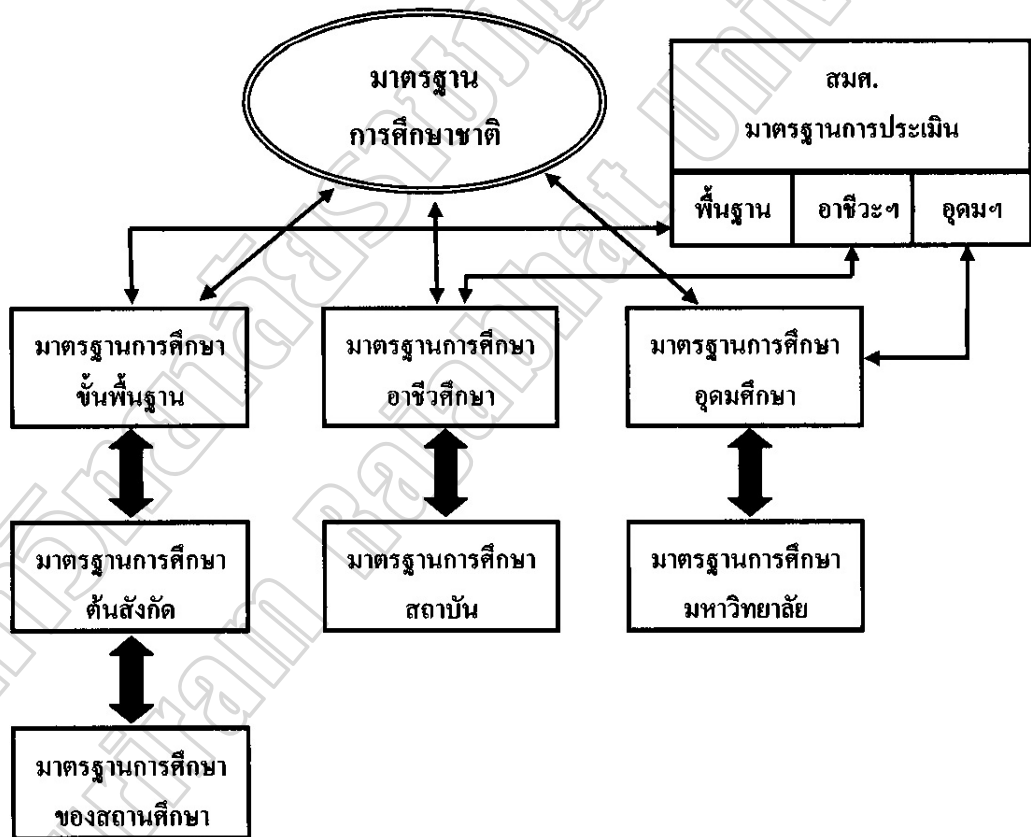 มาตรฐาน
การศึกษาชาติ
สมศ.
มาตรฐานการประเมิน
พื้นฐาน
อาชีวะฯ
อุดมฯ
มาตรฐานการศึกษา
ขั้นพื้นฐาน
มาตรฐานการศึกษา
อาชีวศึกษา
มาตรฐานการศึกษา
อุดมศึกษา
มาตรฐานการศึกษา
ต้นสังกัด
มาตรฐานการศึกษา
สถาบัน
มาตรฐานการศึกษา
มหาวิทยาลัย
มาตรฐานการศึกษา
ของสถานศึกษา